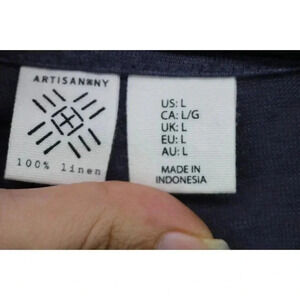 ARTISAN NY
100% linen
US: L
CA: L/G
UK: L
EU: L
AU: L
MADE IN
INDONESIA